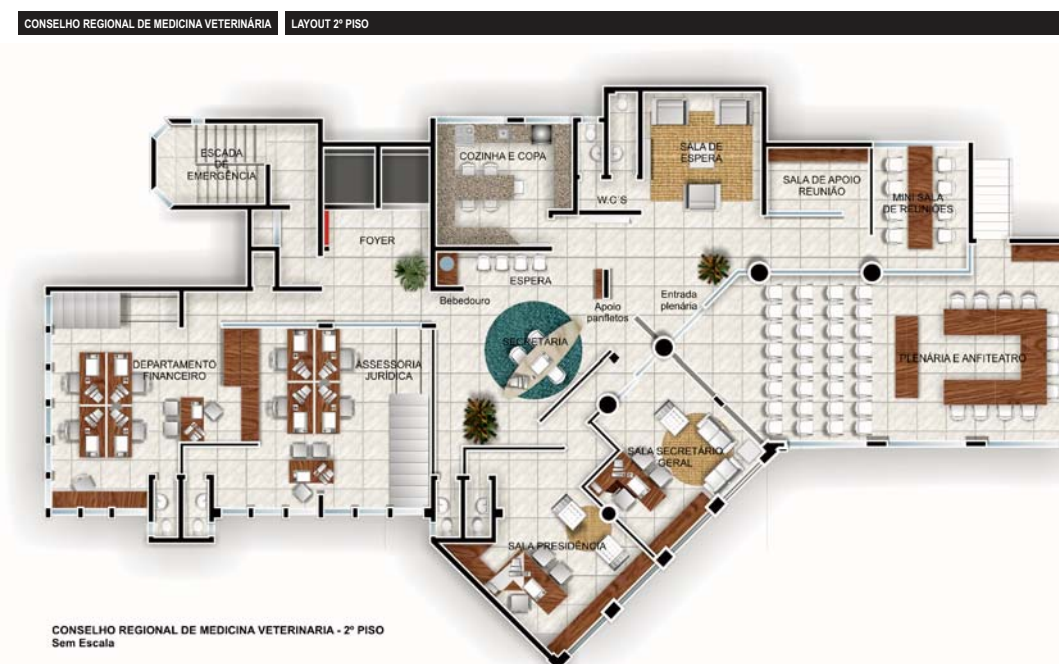 CONSELHO REGIONAL DE MEDICINA VETERINÁRIA
LAYOUT 2º PISO
ESCADA
DE
EMERGÊNCIA
FOYER
COZINHA E COPA
W.C´S
SALA DE
ESPERA
SALA DE APOIO
REUNIÃO
MINI SALA
DE REUNIÕES
Bebedouro
ESPERA
Apoio
panfletos
Entrada
plenária
SECRETÁRIA
DEPARTAMENTO
FINANCEIRO
ASSESSORIA
JURÍDICA
PLENÁRIA E ANFITEATRO
SALA SECRETÁRIO
GERAL
SALA PRESIDÊNCIA
CONSELHO REGIONAL DE MEDICINA VETERINARIA - 2º PISO
Sem Escala